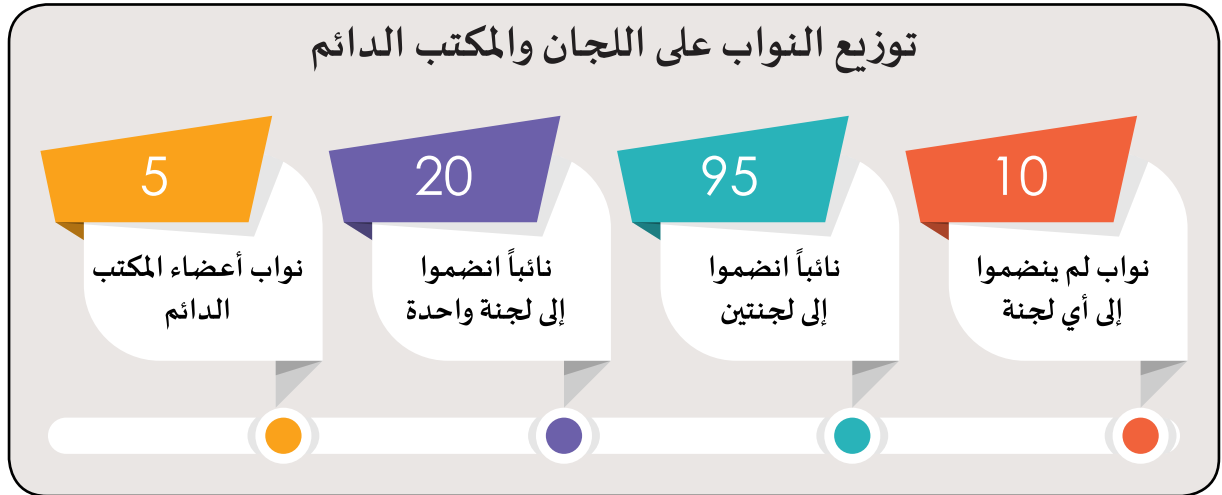 توزيع النواب على اللجان والمكتب الدائم
10
نواب لم ينضموا
إلى أي لجنة
95
نائباً انضموا
إلى لجنتين
20
نائباً انضموا
إلى لجنة واحدة
5
نواب أعضاء المكتب
الدائم